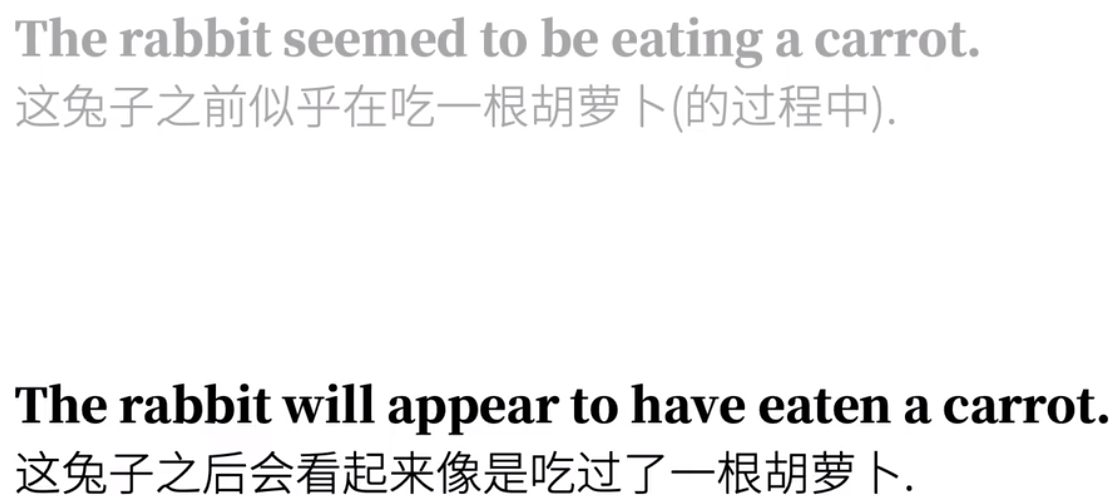 The rabbit seemed to be eating a carrot.
这兔子之前似乎在吃一根胡萝卜(的过程中).
The rabbit will appear to have eaten a carrot.
这兔子之后会看起来像是吃过了一根胡萝卜.